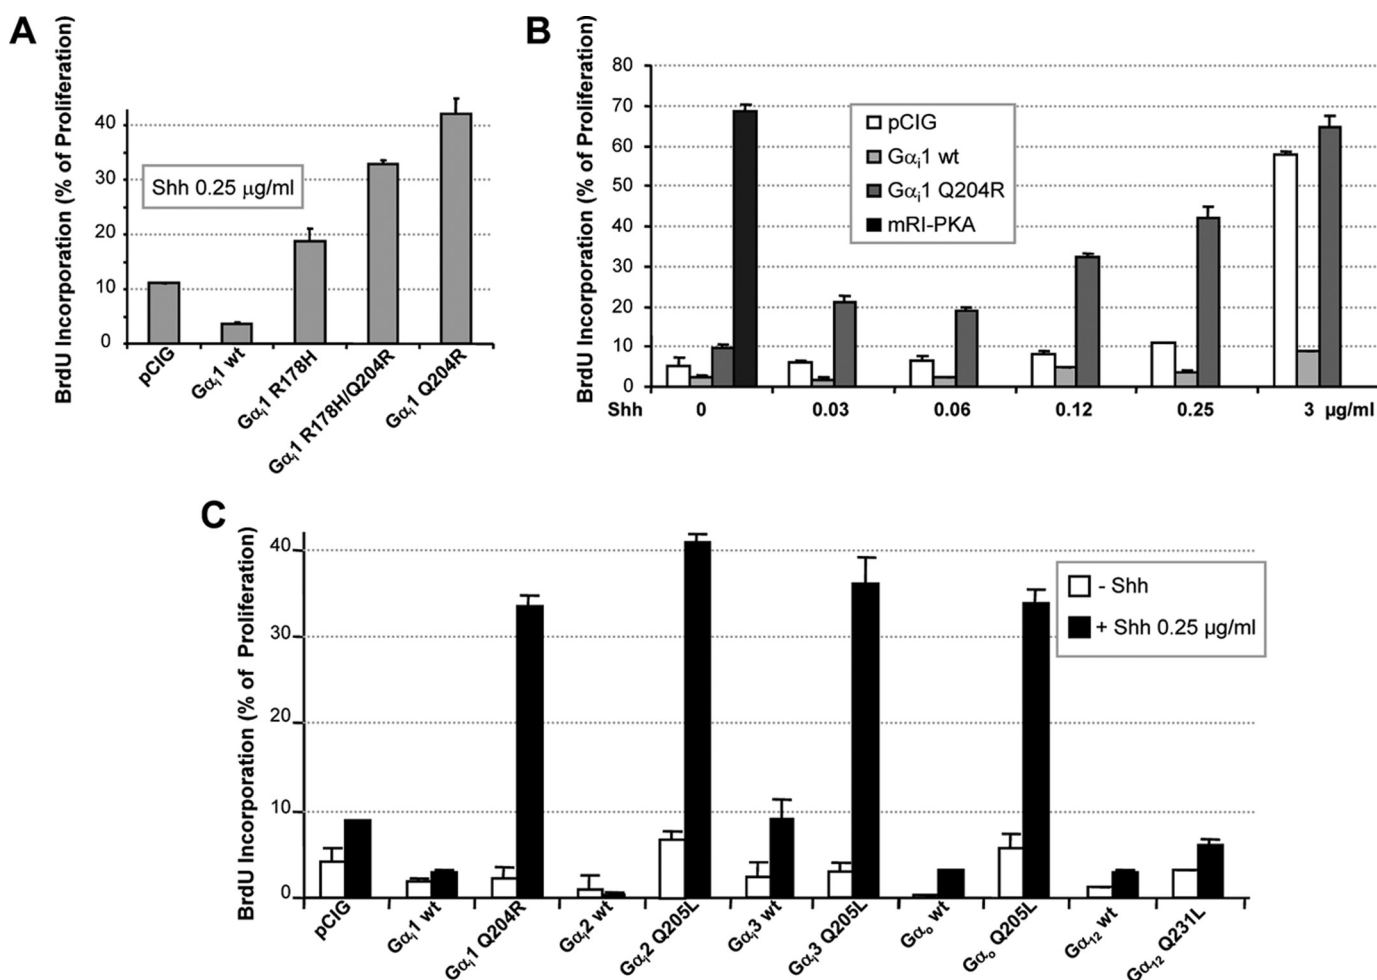 A
BrdU Incorporation (% of Proliferation)
40
30
20
10
0
Shh 0.25 µg/ml
pCIG
Gαi1 wt
Gαi1 R178H
Gαi1 R178H/Q204R
Gαi1 Q204R
B
BrdU Incorporation (% of Proliferation)
80
70
60
50
40
30
20
10
0
pCIG
Gαi1 wt
Gαi1 Q204R
mRI-PKA
Shh 0 0.03 0.06 0.12 0.25 3 µg/ml
C
BrdU Incorporation (% of Proliferation)
40
30
20
10
0
- Shh
+ Shh 0.25 µg/ml
pCIG
Gαi1 wt
Gαi1 Q204R
Gαi2 wt
Gαi2 Q205L
Gαi3 wt
Gαi3 Q205L
Gαo wt
Gαo Q205L
Gα12 wt
Gα12 Q231L